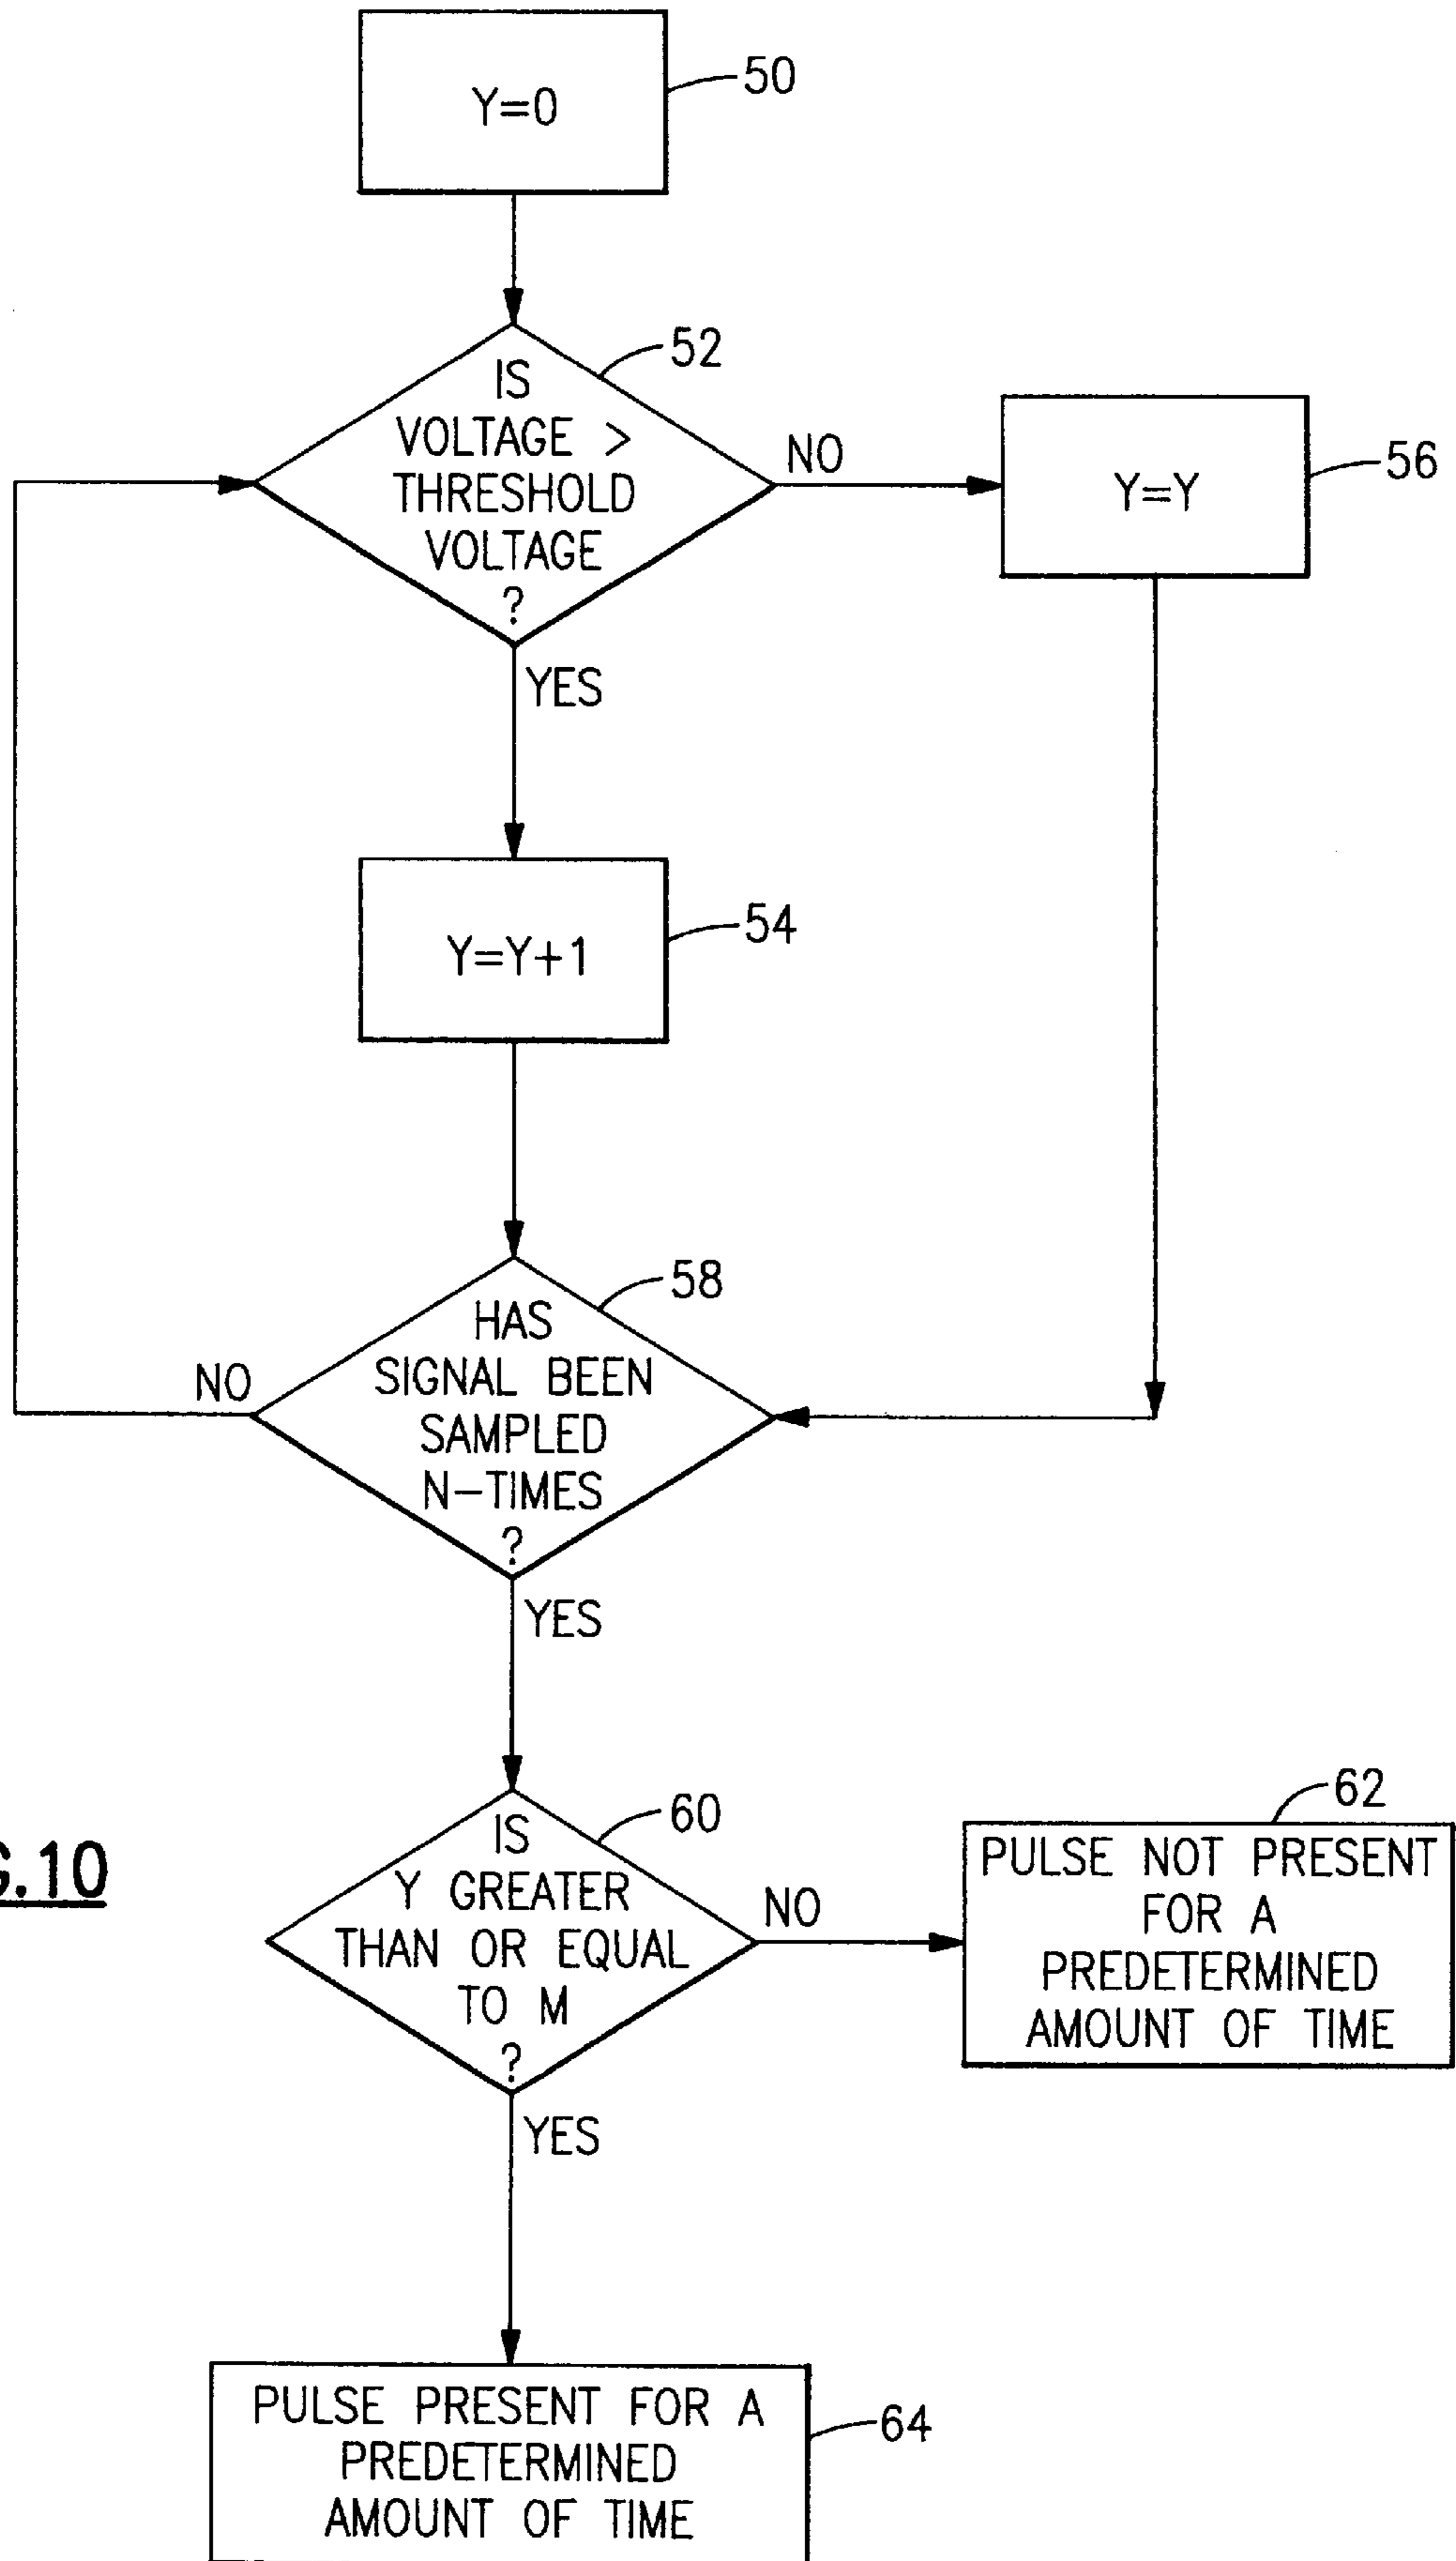 Y=0
50
IS
VOLTAGE >
THRESHOLD
VOLTAGE
?
52
NO
Y=Y
56
YES
Y=Y+1
54
HAS
SIGNAL BEEN
SAMPLED
N-TIMES
?
58
NO
YES
IS
Y GREATER
THAN OR EQUAL
TO M
?
60
NO
PULSE NOT PRESENT
FOR A
PREDETERMINED
AMOUNT OF TIME
62
YES
PULSE PRESENT FOR A
PREDETERMINED
AMOUNT OF TIME
64
G.10